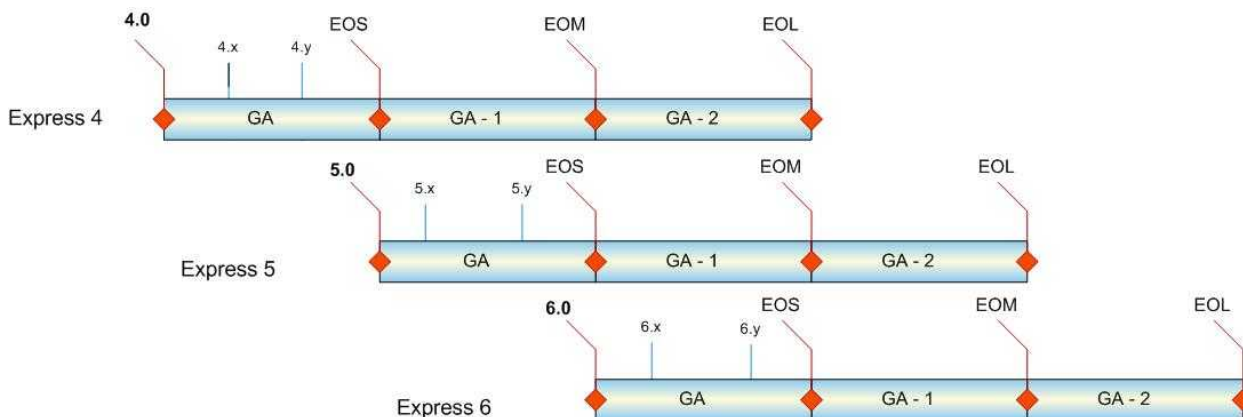 4.0 EOS EOM EOL
4.x 4.y
Express 4 GA GA - 1 GA - 2
5.0 EOS EOM EOL
5.x 5.y
Express 5 GA GA - 1 GA - 2
6.0 EOS EOM EOL
6.x 6.y
Express 6 GA GA - 1 GA - 2